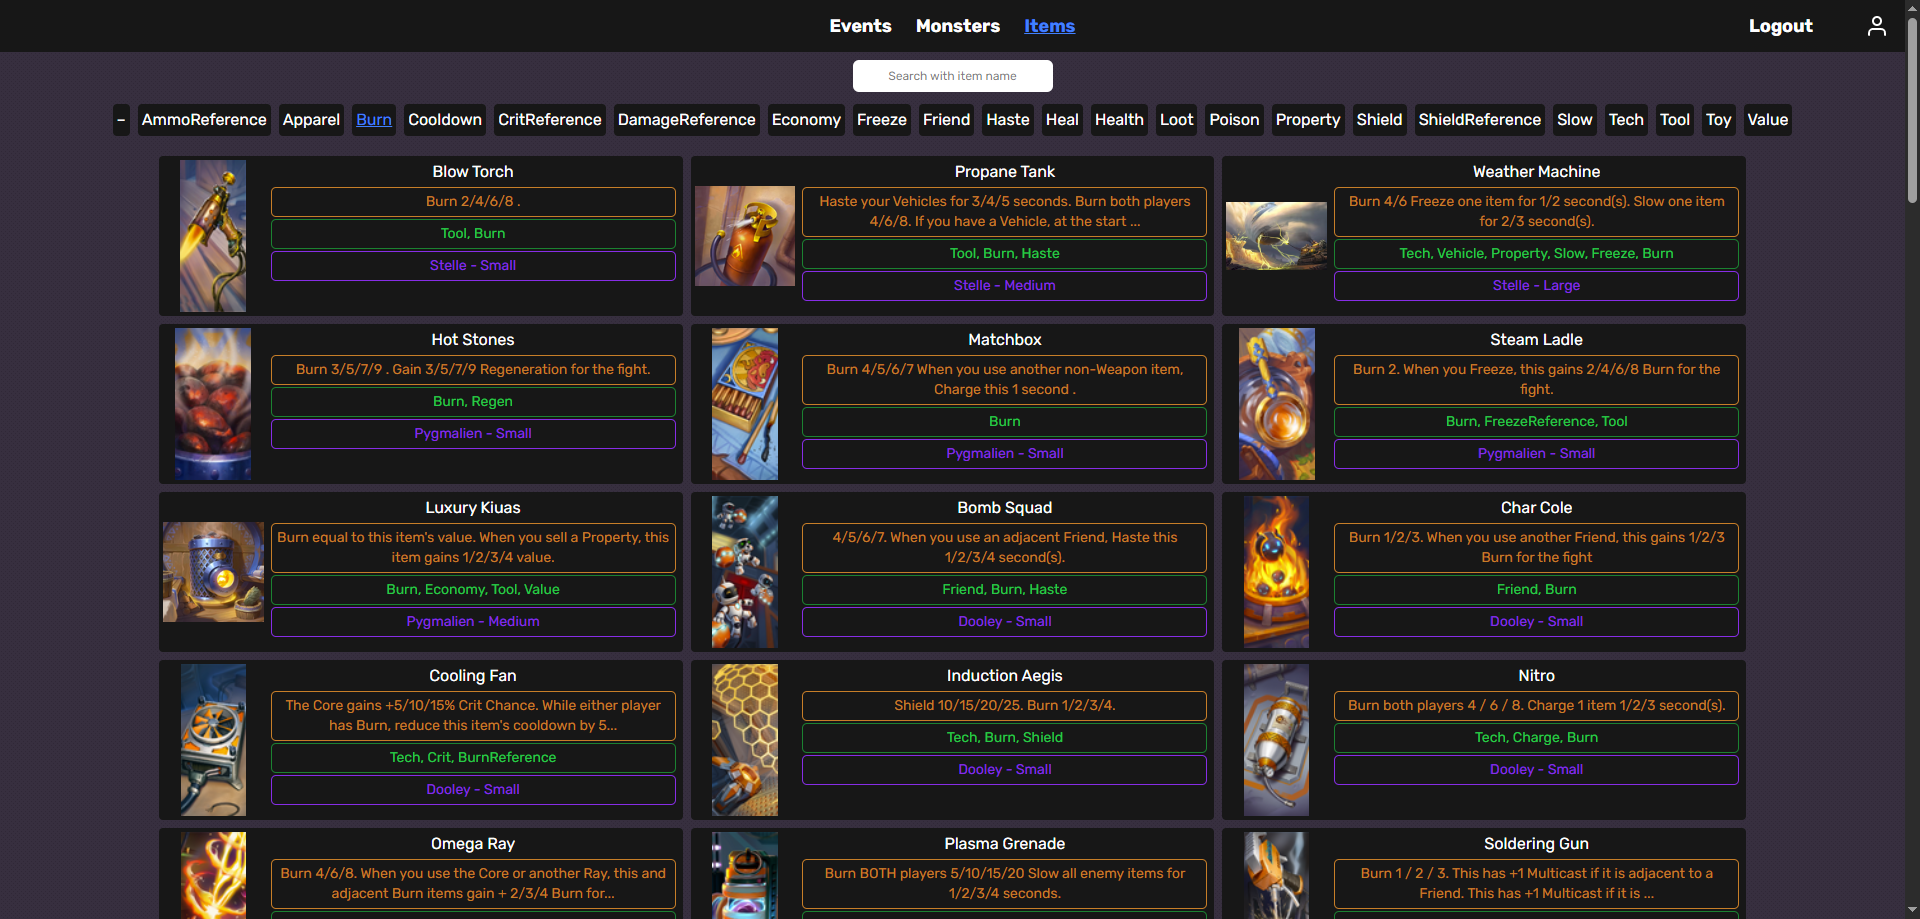 Events Monsters Items Logout
Search with item name
– AmmoReference Apparel Burn Cooldown CritReference DamageReference Economy Freeze Friend Haste Heal Health Loot Poison Property Shield ShieldReference Slow Tech Tool Toy Value
Blow Torch
Burn 2/4/6/8 .
Tool, Burn
Stelle - Small
Propane Tank
Haste your Vehicles for 3/4/5 seconds. Burn both players
4/6/8. If you have a Vehicle, at the start ...
Tool, Burn, Haste
Stelle - Medium
Weather Machine
Burn 4/6 Freeze one item for 1/2 second(s). Slow one item
for 2/3 second(s).
Tech, Vehicle, Property, Slow, Freeze, Burn
Stelle - Large
Hot Stones
Burn 3/5/7/9 . Gain 3/5/7/9 Regeneration for the fight.
Burn, Regen
Pygmalien - Small
Matchbox
Burn 4/5/6/7 When you use another non-Weapon item,
Charge this 1 second .
Burn
Pygmalien - Small
Steam Ladle
Burn 2. When you Freeze, this gains 2/4/6/8 Burn for the
fight.
Burn, FreezeReference, Tool
Pygmalien - Small
Luxury Kiuas
Burn equal to this item's value. When you sell a Property, this
item gains 1/2/3/4 value.
Burn, Economy, Tool, Value
Pygmalien - Medium
Bomb Squad
4/5/6/7. When you use an adjacent Friend, Haste this
1/2/3/4 second(s).
Friend, Burn, Haste
Dooley - Small
Char Cole
Burn 1/2/3. When you use another Friend, this gains 1/2/3
Burn for the fight
Friend, Burn
Dooley - Small
Cooling Fan
The Core gains +5/10/15% Crit Chance. While either player
has Burn, reduce this item's cooldown by 5...
Tech, Crit, BurnReference
Dooley - Small
Induction Aegis
Shield 10/15/20/25. Burn 1/2/3/4.
Tech, Burn, Shield
Dooley - Small
Nitro
Burn both players 4 / 6 / 8. Charge 1 item 1/2/3 second(s).
Tech, Charge, Burn
Dooley - Small
Omega Ray
Burn 4/6/8. When you use the Core or another Ray, this and
adjacent Burn items gain + 2/3/4 Burn for...
Plasma Grenade
Burn BOTH players 5/10/15/20 Slow all enemy items for
1/2/3/4 seconds.
Soldering Gun
Burn 1 / 2 / 3. This has +1 Multicast if it is adjacent to a
Friend. This has +1 Multicast if it is ...